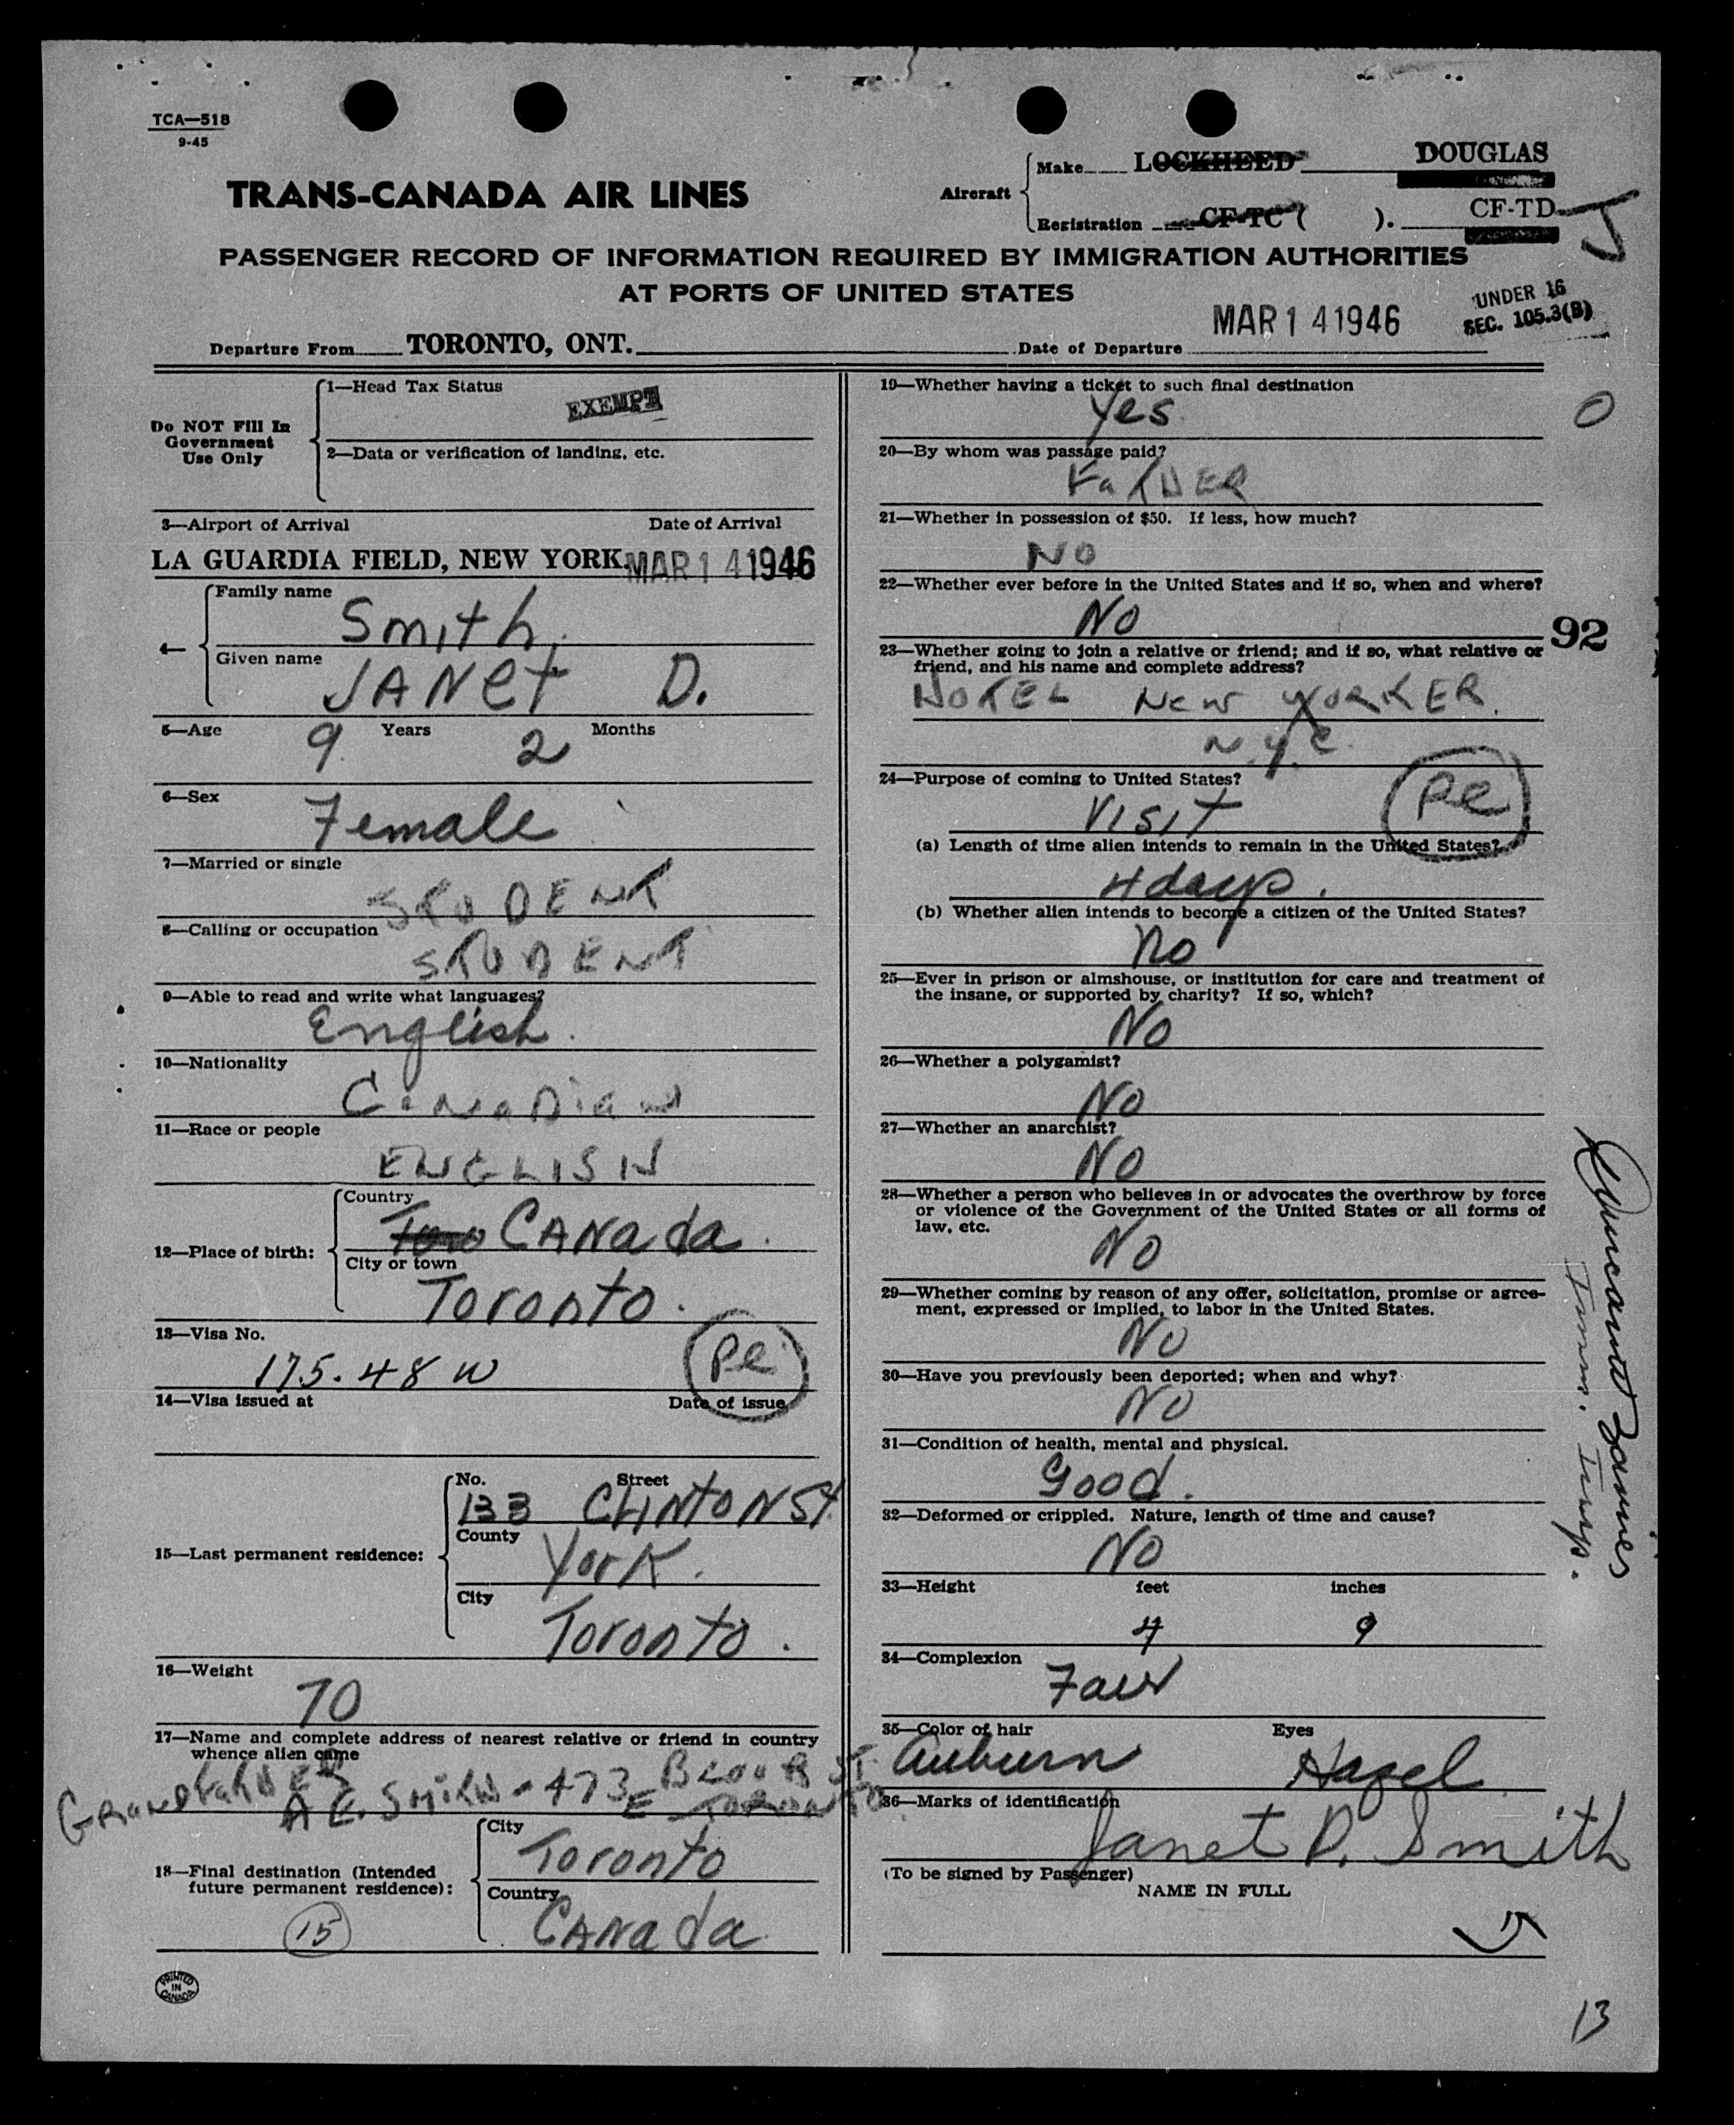 TCA—518
9-45
TRANS-CANADA AIR LINES
Aircraft
Make LOCKHEED DOUGLAS
Registration CF-TC ( ). CF-TD J
PASSENGER RECORD OF INFORMATION REQUIRED BY IMMIGRATION AUTHORITIES
AT PORTS OF UNITED STATES
UNDER 16
SEC. 105.3(B)
Departure From TORONTO, ONT. Date of Departure MAR 14 1946
Do NOT Fill In
Government
Use Only
1—Head Tax Status
EXEMPT
2—Data or verification of landing, etc.
3—Airport of Arrival Date of Arrival
LA GUARDIA FIELD, NEW YORK. MAR 14 1946
4—
Family name
Smith,
Given name
JANet D.
5—Age 9 Years 2 Months
6—Sex
Female
7—Married or single
STUDENT
8—Calling or occupation
STUDENT
9—Able to read and write what languages?
English.
10—Nationality
CaNaDiaN
11—Race or people
ENGLISH
12—Place of birth:
Country
Toro CANada.
City or town
Toronto.
13—Visa No.
175.48 W
Pe
14—Visa issued at Date of issue
15—Last permanent residence:
No. Street
133 CLINTON St.
County
York.
City
Toronto.
16—Weight
70
17—Name and complete address of nearest relative or friend in country
whence alien came
GRANDFATHER
A E. SMITH - 473 BLOOR ST
E TORONTO
18—Final destination (Intended
future permanent residence):
City
Toronto
Country
CANada
15
PRINTED
IN
CANADA
19—Whether having a ticket to such final destination
Yes
O
20—By whom was passage paid?
FaTHER
21—Whether in possession of $50. If less, how much?
NO
22—Whether ever before in the United States and if so, when and where?
No
92
23—Whether going to join a relative or friend; and if so, what relative or
friend, and his name and complete address?
HOTEL NEW YORKER.
N.Y.C.
24—Purpose of coming to United States?
VISIT
Pe
(a) Length of time alien intends to remain in the United States?
4 days.
(b) Whether alien intends to become a citizen of the United States?
No
25—Ever in prison or almshouse, or institution for care and treatment of
the insane, or supported by charity? If so, which?
No
26—Whether a polygamist?
No
27—Whether an anarchist?
No
28—Whether a person who believes in or advocates the overthrow by force
or violence of the Government of the United States or all forms of
law, etc.
No
29—Whether coming by reason of any offer, solicitation, promise or agree-
ment, expressed or implied, to labor in the United States.
No
30—Have you previously been deported; when and why?
No
31—Condition of health, mental and physical.
Good.
32—Deformed or crippled. Nature, length of time and cause?
No
33—Height feet inches
4 9
34—Complexion
Fair
35—Color of hair Eyes
Auburn Hazel
36—Marks of identification
Janet D. Smith
(To be signed by Passenger)
NAME IN FULL
Imm. Insp.
13